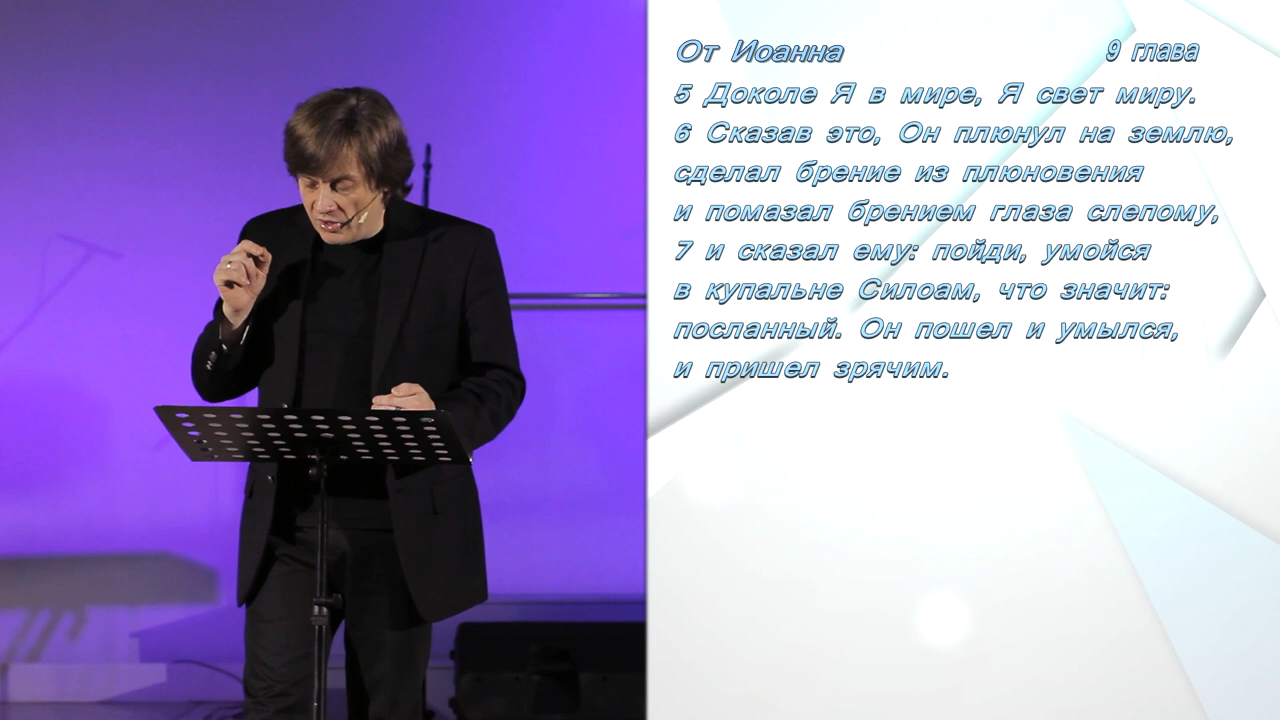 От Иоанна 9 глава
5 Доколе Я в мире, Я свет миру.
6 Сказав это, Он плюнул на землю,
сделал брение из плюновения
и помазал брением глаза слепому,
7 и сказал ему: пойди, умойся
в купальне Силоам, что значит:
посланный. Он пошел и умылся,
и пришел зрячим.